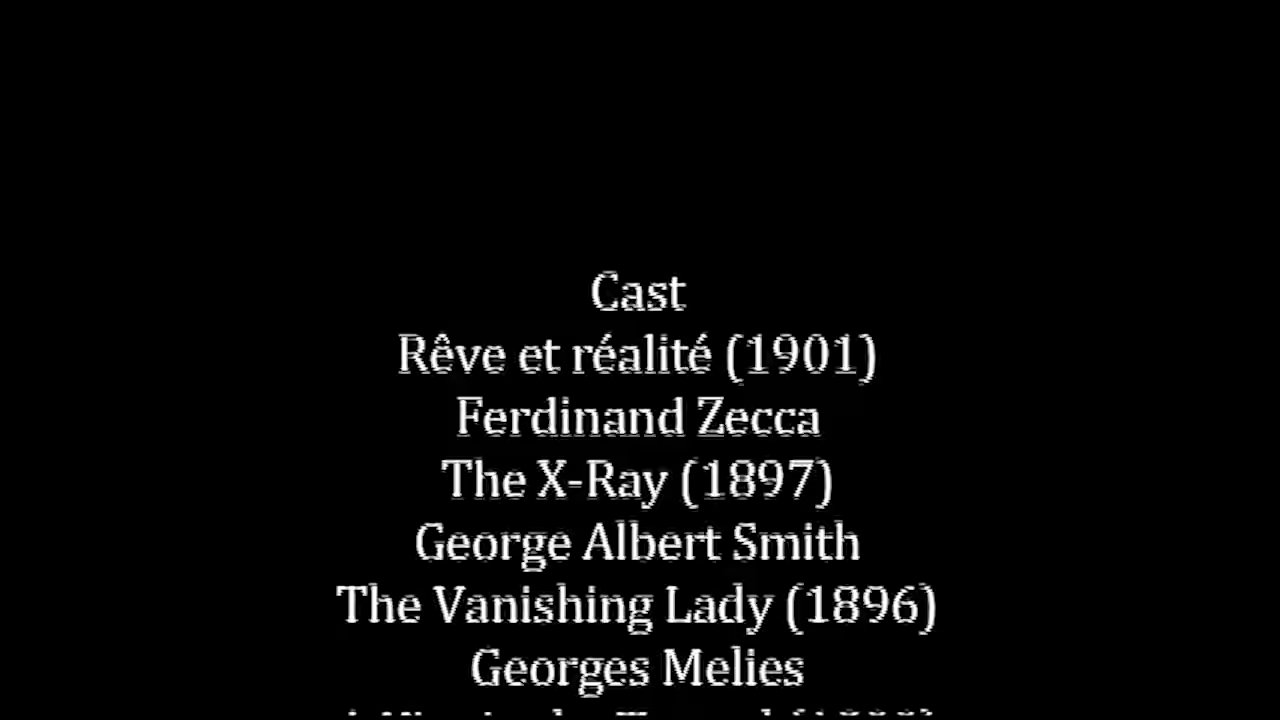 Cast
Rêve et réalité (1901)
Ferdinand Zecca
The X-Ray (1897)
George Albert Smith
The Vanishing Lady (1896)
Georges Melies